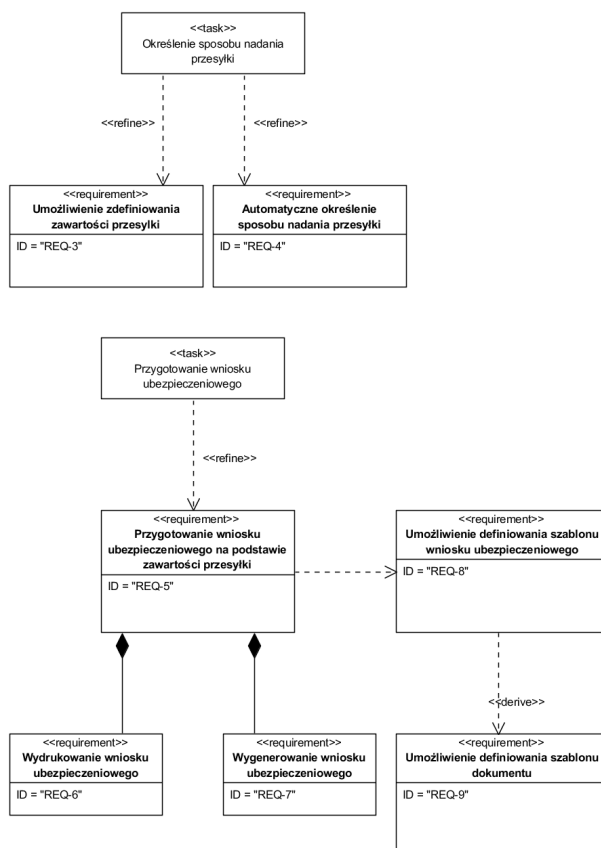 <<task>>
Określenie sposobu nadania
przesyłki
<<refine>>
<<refine>>
<<requirement>>
Umożliwienie zdefiniowania
zawartości przesylki
ID = "REQ-3"
<<requirement>>
Automatyczne określenie
sposobu nadania przesyłki
ID = "REQ-4"
<<task>>
Przygotowanie wniosku
ubezpieczeniowego
<<refine>>
<<requirement>>
Przygotowanie wniosku
ubezpieczeniowego na podstawie
zawartości przesyłki
ID = "REQ-5"
<<requirement>>
Umożliwienie definiowania szablonu
wniosku ubezpieczeniowego
ID = "REQ-8"
<<derive>>
<<requirement>>
Wydrukowanie wniosku
ubezpieczeniowego
ID = "REQ-6"
<<requirement>>
Wygenerowanie wniosku
ubezpieczeniowego
ID = "REQ-7"
<<requirement>>
Umożliwienie definiowania szablonu
dokumentu
ID = "REQ-9"